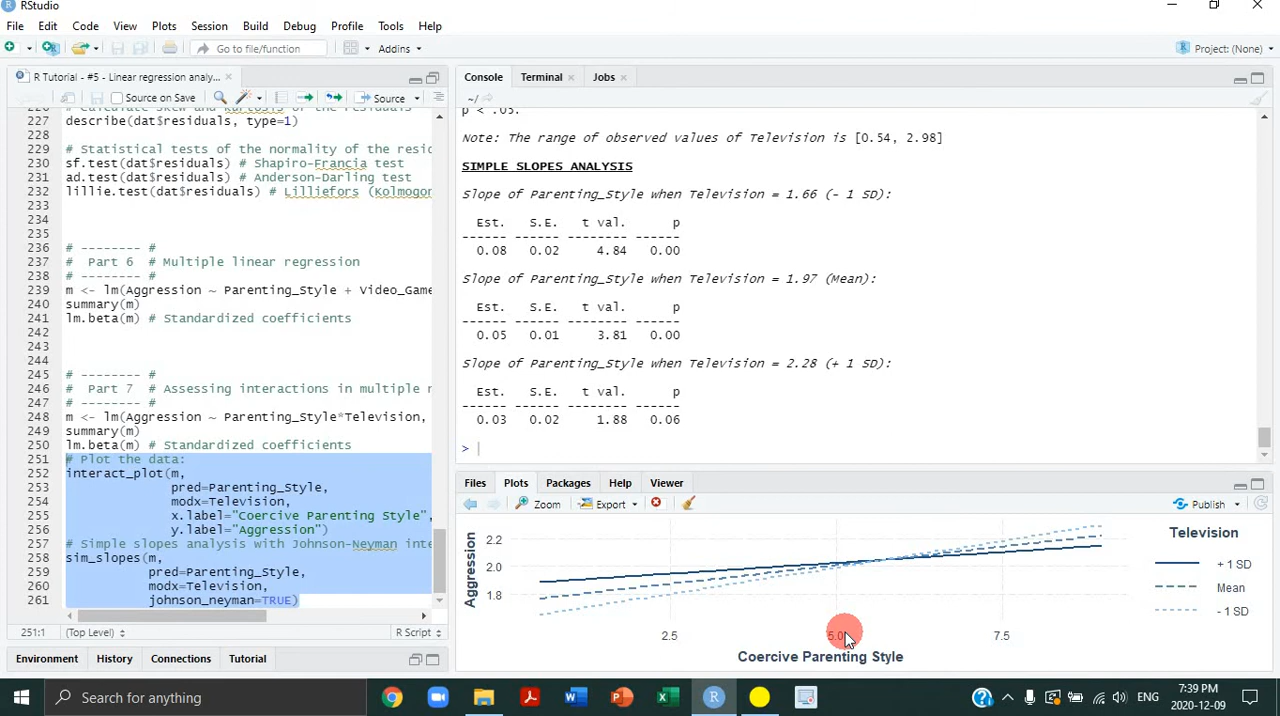 RStudio
File Edit Code View Plots Session Build Debug Profile Tools Help
Go to file/function Addins Project: (None)
R Tutorial - #5 - Linear regression analy...
Source on Save Source
227 describe(dat$residuals, type=1)
228
229 # Statistical tests of the normality of the resid
230 sf.test(dat$residuals) # Shapiro-Francia test
231 ad.test(dat$residuals) # Anderson-Darling test
232 lillie.test(dat$residuals) # Lilliefors (Kolmogor
233
234
235
236 # -------- #
237 #  Part 6  # Multiple linear regression
238 # -------- #
239 m <- lm(Aggression ~ Parenting_Style + Video_Game
240 summary(m)
241 lm.beta(m) # Standardized coefficients
242
243
244
245 # -------- #
246 #  Part 7  # Assessing interactions in multiple r
247 # -------- #
248 m <- lm(Aggression ~ Parenting_Style*Television,
249 summary(m)
250 lm.beta(m) # Standardized coefficients
251 # Plot the data:
252 interact_plot(m,
253 pred=Parenting_Style,
254 modx=Television,
255 x.label="Coercive Parenting Style",
256 y.label="Aggression")
257 # Simple slopes analysis with Johnson-Neyman inte
258 sim_slopes(m,
259 pred=Parenting_Style,
260 modx=Television,
261 johnson_neyman=TRUE)
251:1 (Top Level) R Script
Environment History Connections Tutorial
Console Terminal Jobs
~/
p < .05.
Note: The range of observed values of Television is [0.54, 2.98]
SIMPLE SLOPES ANALYSIS
Slope of Parenting_Style when Television = 1.66 (- 1 SD):
Est. S.E. t val. p
------ ------ -------- ------
0.08 0.02 4.84 0.00
Slope of Parenting_Style when Television = 1.97 (Mean):
Est. S.E. t val. p
------ ------ -------- ------
0.05 0.01 3.81 0.00
Slope of Parenting_Style when Television = 2.28 (+ 1 SD):
Est. S.E. t val. p
------ ------ -------- ------
0.03 0.02 1.88 0.06
>
Files Plots Packages Help Viewer
Zoom Export Publish
Aggression
2.2
2.0
1.8
2.5 5.0 7.5
Coercive Parenting Style
Television
+ 1 SD
Mean
- 1 SD
Type here to search
Search for anything
ENG
7:39 PM
2020-12-09